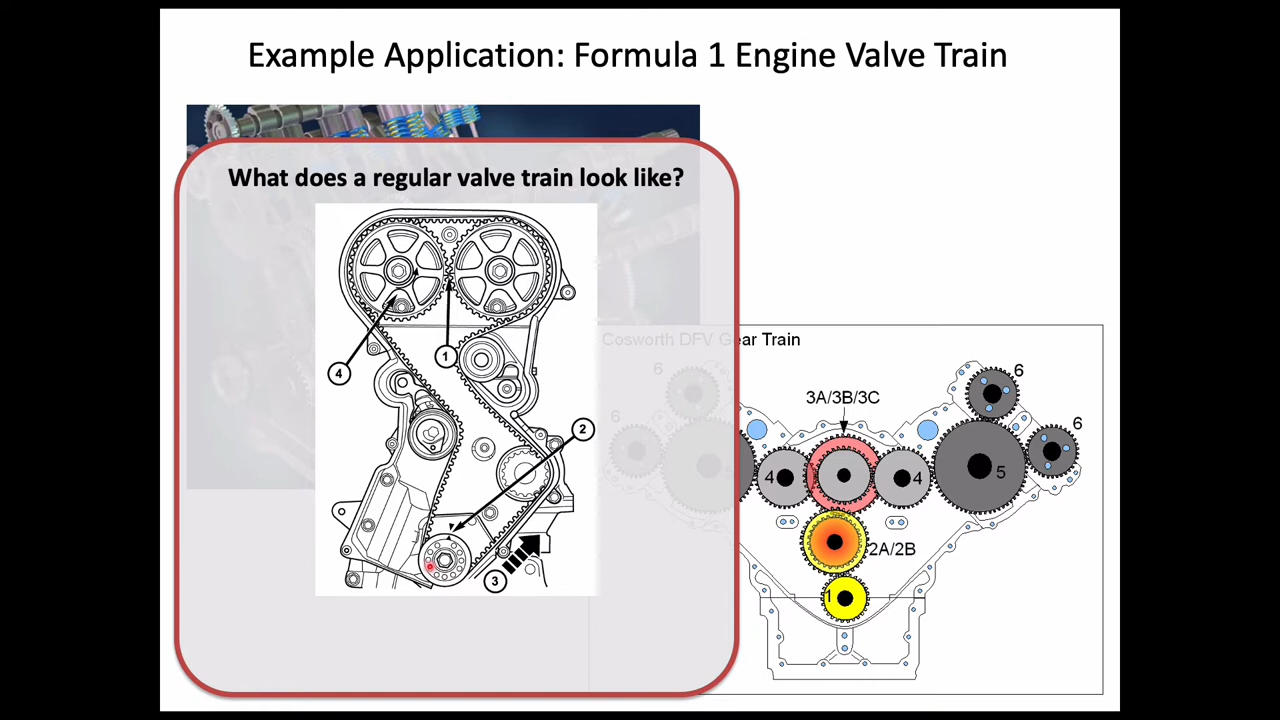 Example Application: Formula 1 Engine Valve Train
What does a regular valve train look like?
4
1
2
3
Cosworth DFV Gear Train
6
6
3A/3B/3C
6
6
4
4
5
2A/2B
1